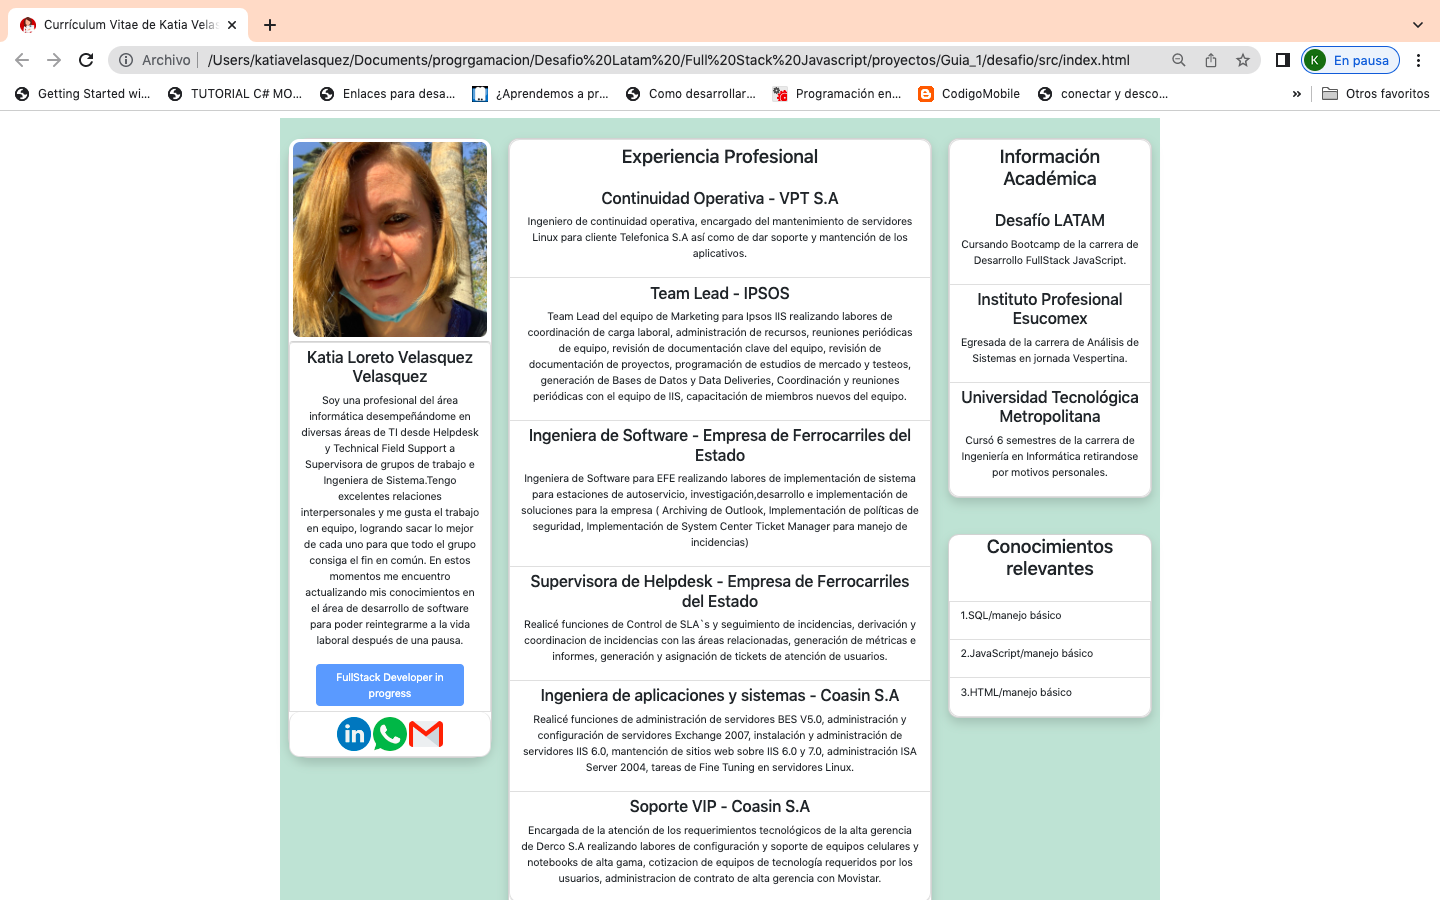 Currículum Vitae de Katia Velas
Archivo
/Users/katiavelasquez/Documents/progrgamacion/Desafio%20Latam%20/Full%20Stack%20Javascript/proyectos/Guia_1/desafio/src/index.html
K
En pausa
Getting Started wi...
TUTORIAL C# MO...
Enlaces para desa...
¿Aprendemos a pr...
Como desarrollar...
Programación en...
CodigoMobile
conectar y desco...
»
Otros favoritos
Katia Loreto Velasquez
Velasquez
Soy una profesional del área
informática desempeñándome en
diversas áreas de TI desde Helpdesk
y Technical Field Support a
Supervisora de grupos de trabajo e
Ingeniera de Sistema.Tengo
excelentes relaciones
interpersonales y me gusta el trabajo
en equipo, logrando sacar lo mejor
de cada uno para que todo el grupo
consiga el fin en común. En estos
momentos me encuentro
actualizando mis conocimientos en
el área de desarrollo de software
para poder reintegrarme a la vida
laboral después de una pausa.
FullStack Developer in
progress
in
Experiencia Profesional
Continuidad Operativa - VPT S.A
Ingeniero de continuidad operativa, encargado del mantenimiento de servidores
Linux para cliente Telefonica S.A así como de dar soporte y mantención de los
aplicativos.
Team Lead - IPSOS
Team Lead del equipo de Marketing para Ipsos IIS realizando labores de
coordinación de carga laboral, administración de recursos, reuniones periódicas
de equipo, revisión de documentación clave del equipo, revisión de
documentación de proyectos, programación de estudios de mercado y testeos,
generación de Bases de Datos y Data Deliveries, Coordinación y reuniones
periódicas con el equipo de IIS, capacitación de miembros nuevos del equipo.
Ingeniera de Software - Empresa de Ferrocarriles del
Estado
Ingeniera de Software para EFE realizando labores de implementación de sistema
para estaciones de autoservicio, investigación,desarrollo e implementación de
soluciones para la empresa ( Archiving de Outlook, Implementación de políticas de
seguridad, Implementación de System Center Ticket Manager para manejo de
incidencias)
Supervisora de Helpdesk - Empresa de Ferrocarriles
del Estado
Realicé funciones de Control de SLA`s y seguimiento de incidencias, derivación y
coordinacion de incidencias con las áreas relacionadas, generación de métricas e
informes, generación y asignación de tickets de atención de usuarios.
Ingeniera de aplicaciones y sistemas - Coasin S.A
Realicé funciones de administración de servidores BES V5.0, administración y
configuración de servidores Exchange 2007, instalación y administración de
servidores IIS 6.0, mantención de sitios web sobre IIS 6.0 y 7.0, administración ISA
Server 2004, tareas de Fine Tuning en servidores Linux.
Soporte VIP - Coasin S.A
Encargada de la atención de los requerimientos tecnológicos de la alta gerencia
de Derco S.A realizando labores de configuración y soporte de equipos celulares y
notebooks de alta gama, cotizacion de equipos de tecnología requeridos por los
usuarios, administracion de contrato de alta gerencia con Movistar.
Información
Académica
Desafío LATAM
Cursando Bootcamp de la carrera de
Desarrollo FullStack JavaScript.
Instituto Profesional
Esucomex
Egresada de la carrera de Análisis de
Sistemas en jornada Vespertina.
Universidad Tecnológica
Metropolitana
Cursó 6 semestres de la carrera de
Ingeniería en Informática retirandose
por motivos personales.
Conocimientos
relevantes
1.SQL/manejo básico
2.JavaScript/manejo básico
3.HTML/manejo básico